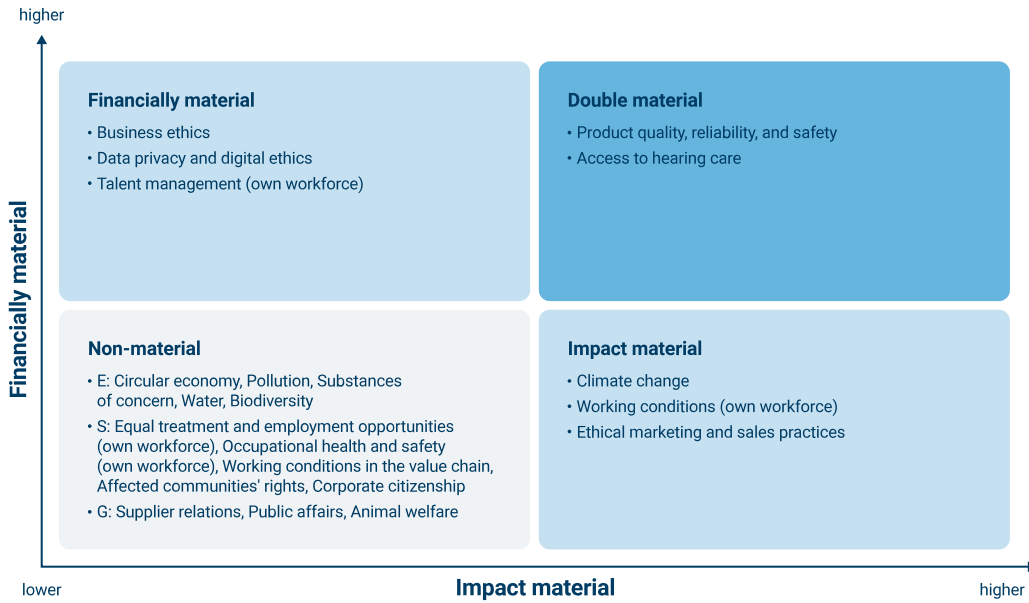 higher
Financially material
Financially material
• Business ethics
• Data privacy and digital ethics
• Talent management (own workforce)
Double material
• Product quality, reliability, and safety
• Access to hearing care
Non-material
• E: Circular economy, Pollution, Substances
of concern, Water, Biodiversity
• S: Equal treatment and employment opportunities
(own workforce), Occupational health and safety
(own workforce), Working conditions in the value chain,
Affected communities' rights, Corporate citizenship
• G: Supplier relations, Public affairs, Animal welfare
Impact material
• Climate change
• Working conditions (own workforce)
• Ethical marketing and sales practices
lower
Impact material
higher